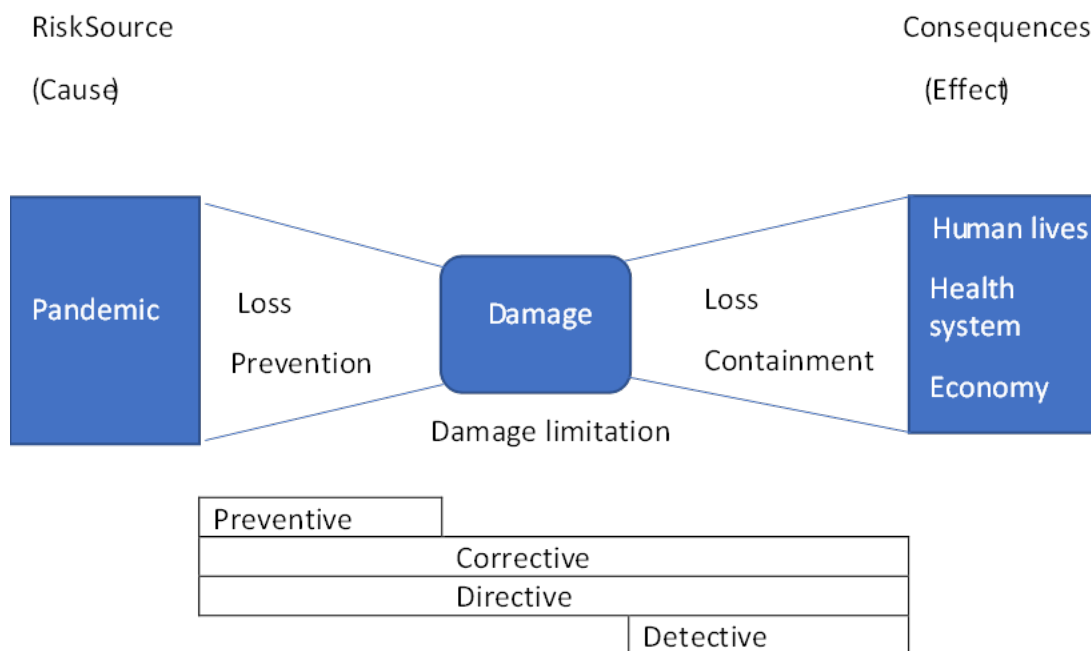 RiskSource
(Cause)
Consequences
(Effect)
Pandemic
Loss
Prevention
Damage
Damage limitation
Loss
Containment
Human lives
Health
system
Economy
Preventive
Corrective
Directive
Detective